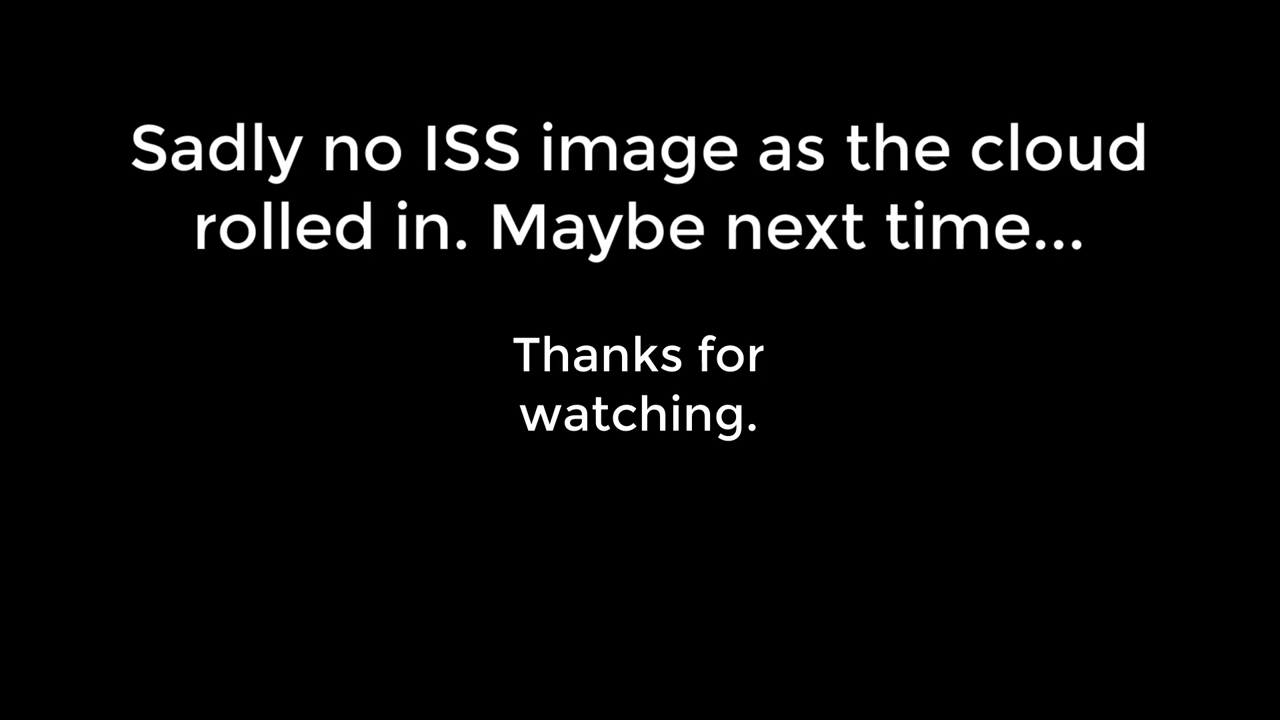 Sadly no ISS image as the cloud
rolled in. Maybe next time...
Thanks for
watching.